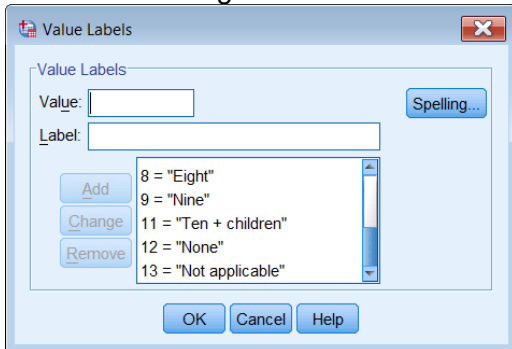 Value Labels
Value Labels
Value:
Spelling...
Label:
Add
Change
Remove
8 = "Eight"
9 = "Nine"
11 = "Ten + children"
12 = "None"
13 = "Not applicable"
OK Cancel Help